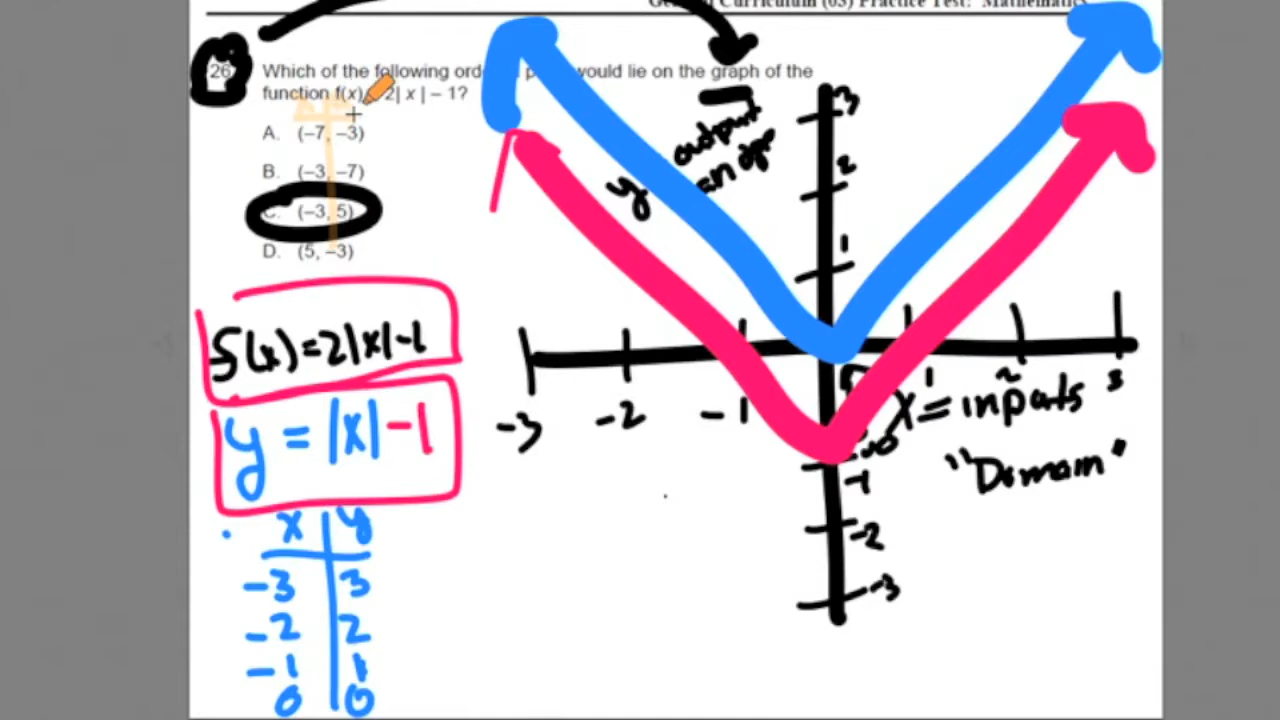 Curriculum (03) Practice Test: Mathematics
26
Which of the following would lie on the graph of the
function f(x) 2| x | – 1?
A. (–7, –3)
B. (–3, –7)
C. (–3, 5)
D. (5, –3)
f(x)=2|x|-1
y = |x| -1
x y
-3 3
-2 2
-1 1
0 0
y
output
3
2
1
-3 -2 -1 1 2 3
-1
-2
-3
x = inputs
"Domain"